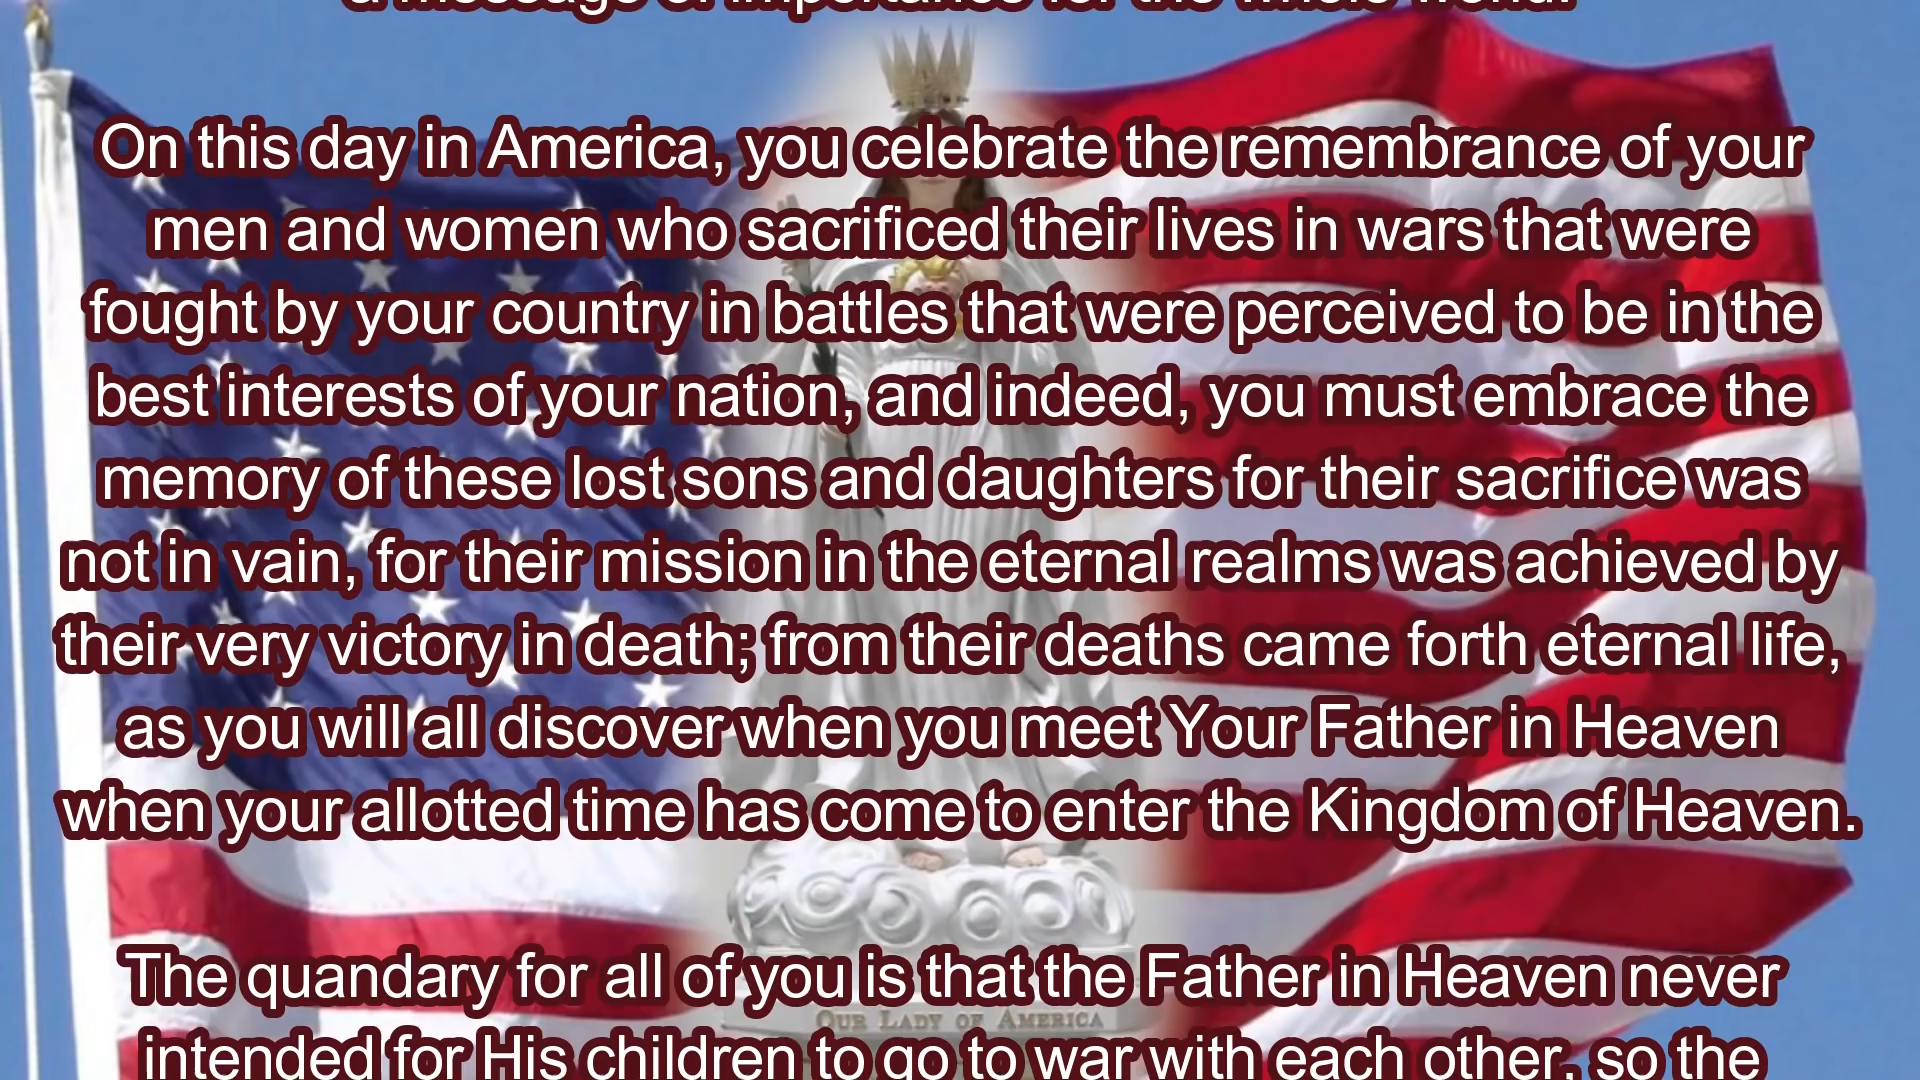 a message of importance for the whole world.
On this day in America, you celebrate the remembrance of your
men and women who sacrificed their lives in wars that were
fought by your country in battles that were perceived to be in the
best interests of your nation, and indeed, you must embrace the
memory of these lost sons and daughters for their sacrifice was
not in vain, for their mission in the eternal realms was achieved by
their very victory in death; from their deaths came forth eternal life,
as you will all discover when you meet Your Father in Heaven
when your allotted time has come to enter the Kingdom of Heaven.
The quandary for all of you is that the Father in Heaven never
OUR LADY OF AMERICA
intended for His children to go to war with each other, so the